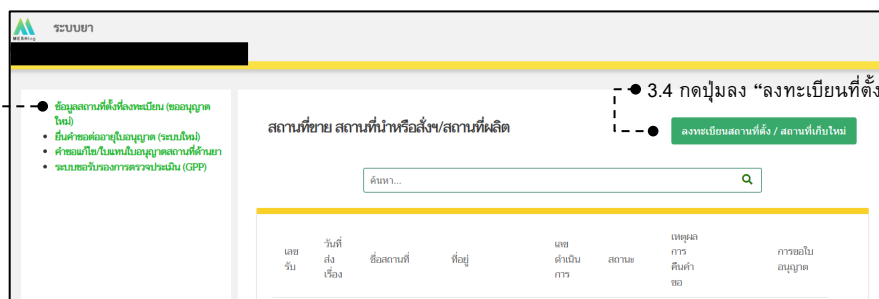 ระบบยา
MERAlog
3.4 กดปุ่มลง “ลงทะเบียนที่ตั้ง
ข้อมูลสถานที่ตั้งที่ลงทะเบียน (ขออนุญาต
ใหม่)
ยื่นคำขอต่ออายุใบอนุญาต (ระบบใหม่)
คำขอแก้ไข/ใบแทนใบอนุญาตสถานที่ด้านยา
ระบบขอรับรองการตรวจประเมิน (GPP)
สถานที่ขาย สถานที่นำหรือสั่งฯ/สถานที่ผลิต
ลงทะเบียนสถานที่ตั้ง / สถานที่เก็บใหม่
ค้นหา...
เลข
รับ
วันที่
ส่ง
เรื่อง
ชื่อสถานที่
ที่อยู่
เลข
ดำเนิน
การ
สถานะ
เหตุผล
การ
คืนคำ
ขอ
การขอใบ
อนุญาต